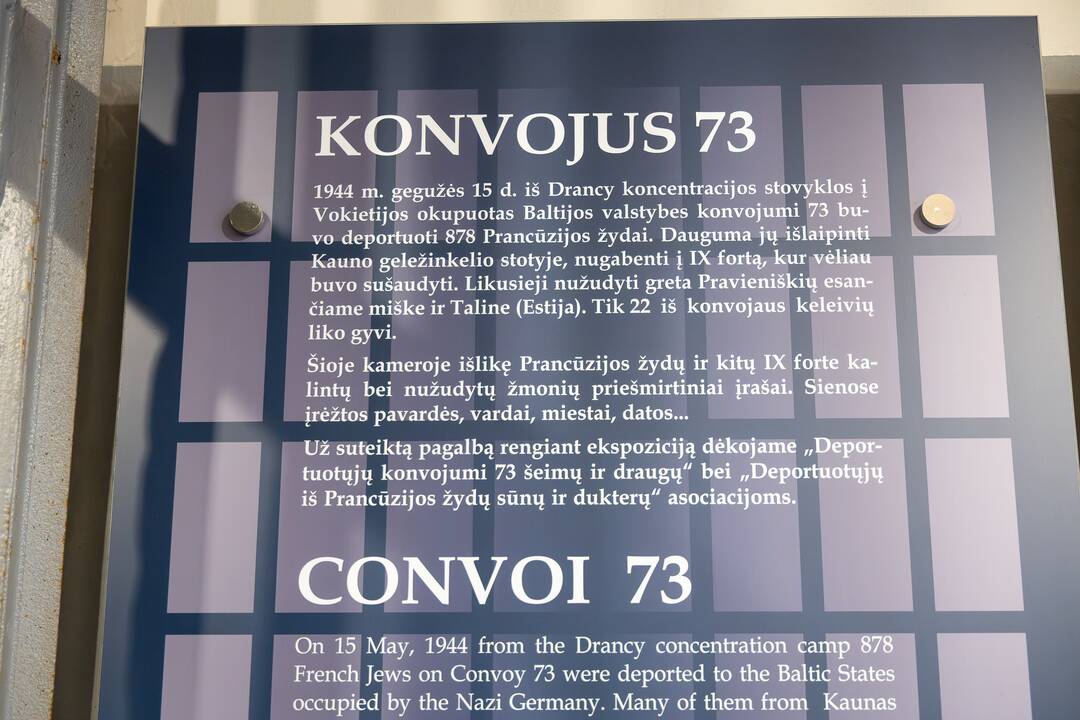 KONVOJUS 73
1944 m. gegužės 15 d. iš Drancy koncentracijos stovyklos į
Vokietijos okupuotas Baltijos valstybes konvojumi 73 bu-
vo deportuoti 878 Prancūzijos žydai. Dauguma jų išlaipinti
Kauno geležinkelio stotyje, nugabenti į IX fortą, kur vėliau
buvo sušaudyti. Likusieji nužudyti greta Pravieniškių esan-
čiame miške ir Taline (Estija). Tik 22 iš konvojaus keleivių
liko gyvi.
Šioje kameroje išlikę Prancūzijos žydų ir kitų IX forte ka-
lintų bei nužudytų žmonių priešmirtiniai įrašai. Sienose
įrėžtos pavardės, vardai, miestai, datos...
Už suteiktą pagalbą rengiant ekspoziciją dėkojame „Depor-
tuotųjų konvojumi 73 šeimų ir draugų“ bei „Deportuotųjų
iš Prancūzijos žydų sūnų ir dukterų“ asociacijoms.
CONVOI 73
On 15 May, 1944 from the Drancy concentration camp 878
French Jews on Convoy 73 were deported to the Baltic States
occupied by the Nazi Germany. Many of them from Kaunas